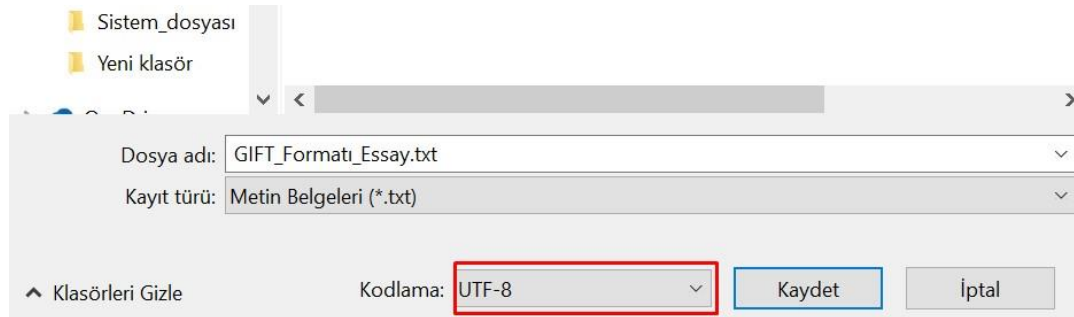 Sistem_dosyası
Yeni klasör
Dosya adı: GIFT_Formatı_Essay.txt
Kayıt türü: Metin Belgeleri (*.txt)
Klasörleri Gizle Kodlama: UTF-8 Kaydet İptal